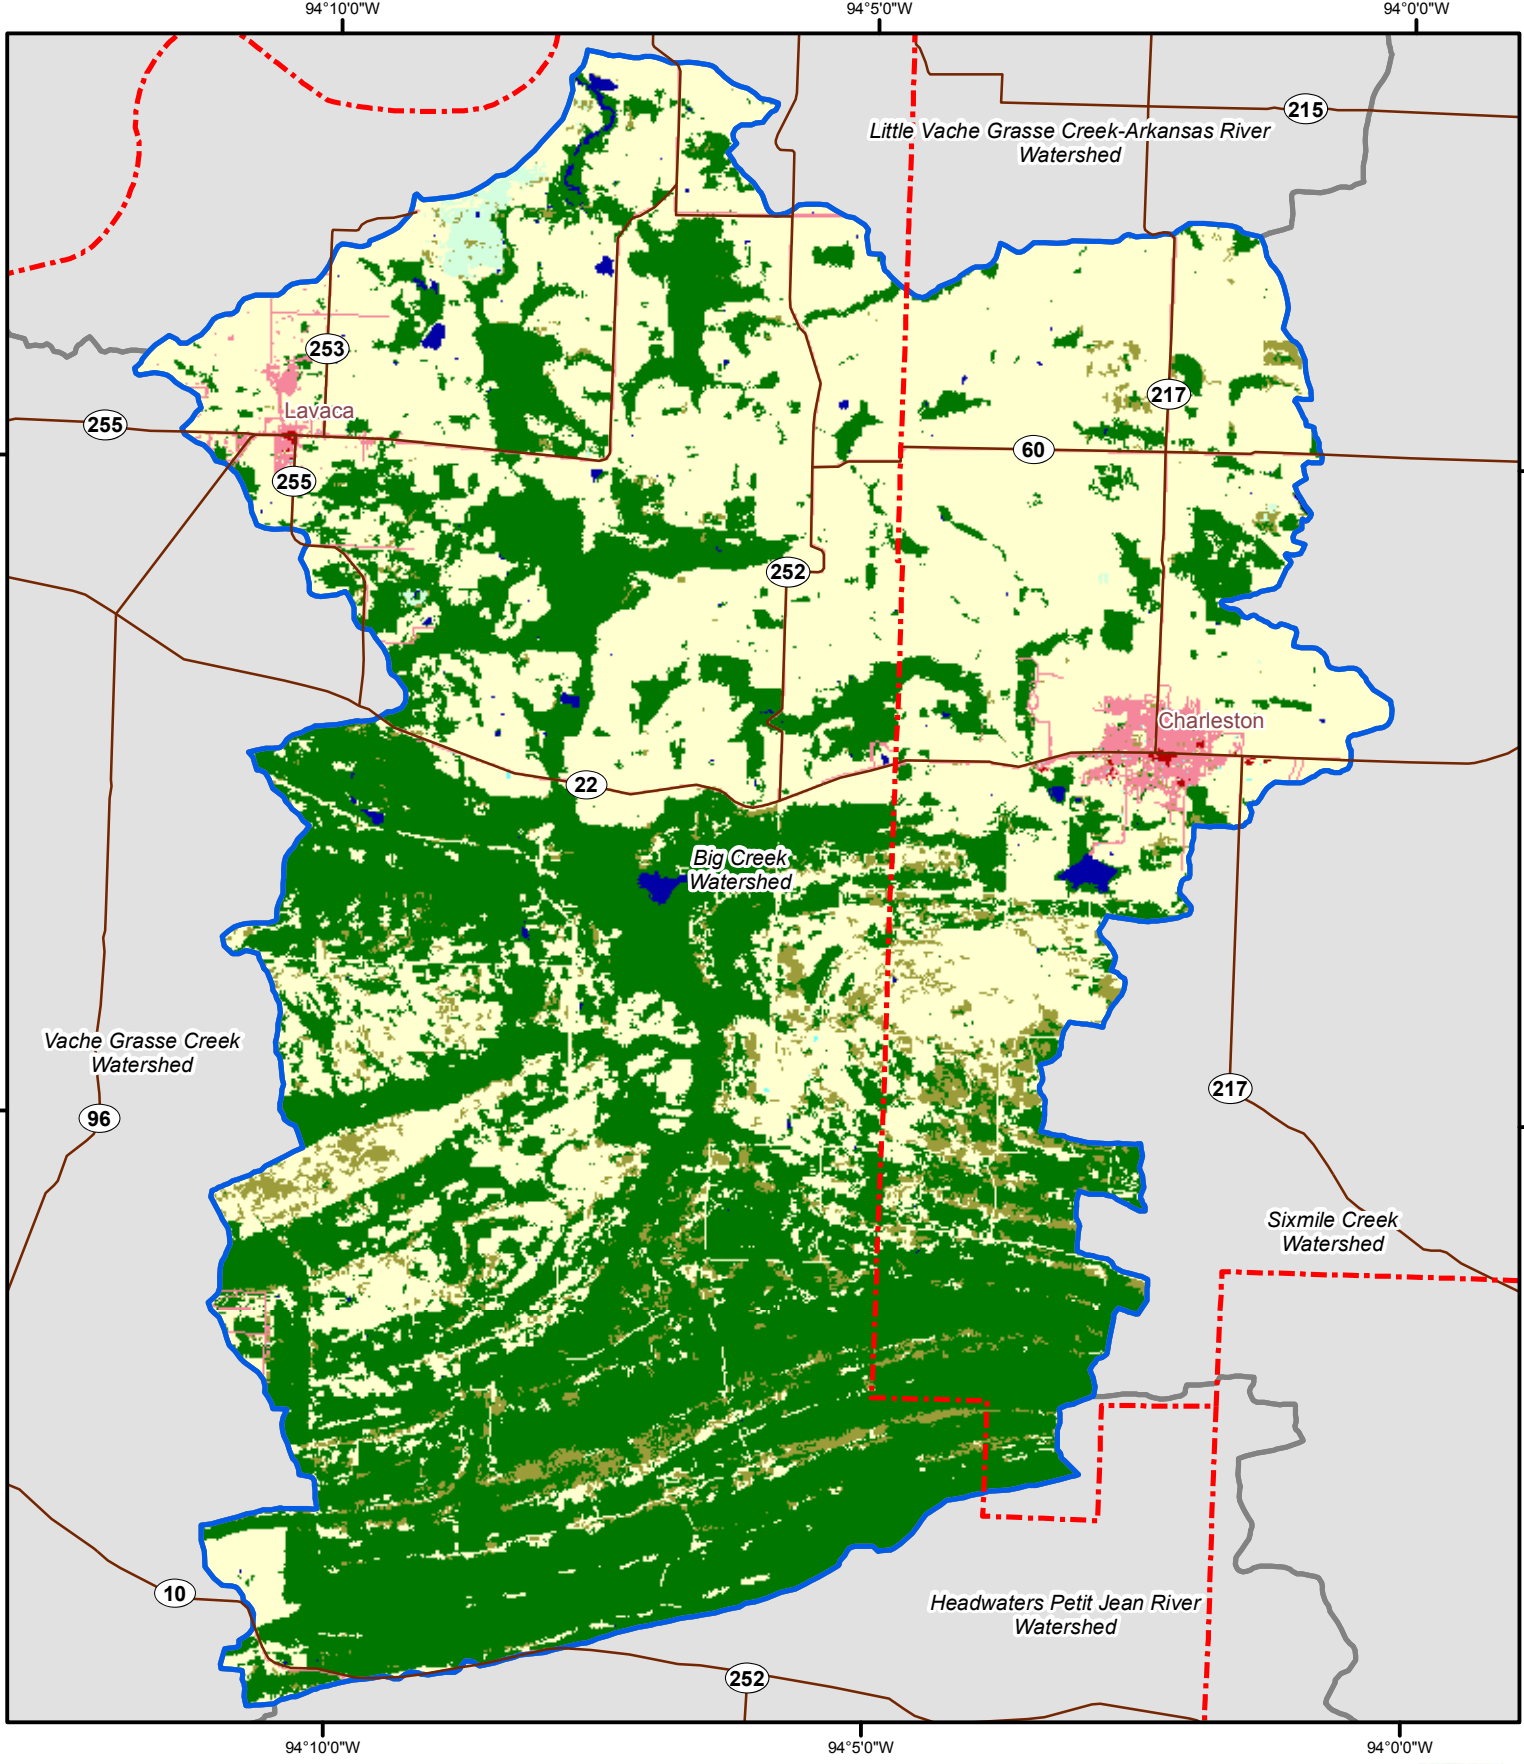 94°10'0"W
94°5'0"W
94°0'0"W
215
Little Vache Grasse Creek-Arkansas River
Watershed
253
217
Lavaca
255
60
255
252
Charleston
22
Big Creek
Watershed
Vache Grasse Creek
Watershed
217
96
Sixmile Creek
Watershed
10
Headwaters Petit Jean River
Watershed
252
94°10'0"W
94°5'0"W
94°0'0"W